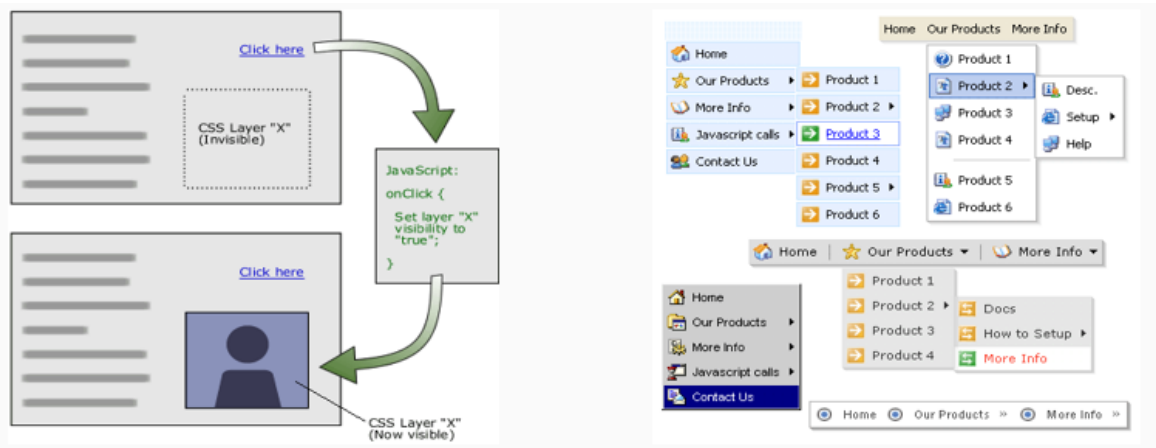 Click here
CSS Layer "X"
(Invisible)
JavaScript:
onClick {
Set layer "X"
visibility to
"true";
}
Click here
CSS Layer "X"
(Now visible)
Home
Our Products
More Info
Javascript calls
Contact Us
Product 1
Product 2
Product 3
Product 4
Product 5
Product 6
Home Our Products More Info
Product 1
Product 2
Product 3
Product 4
Product 5
Product 6
Desc.
Setup
Help
Home | Our Products | More Info
Product 1
Product 2
Product 3
Product 4
Docs
How to Setup
More Info
Home
Our Products
More Info
Javascript calls
Contact Us
Home Our Products » More Info »